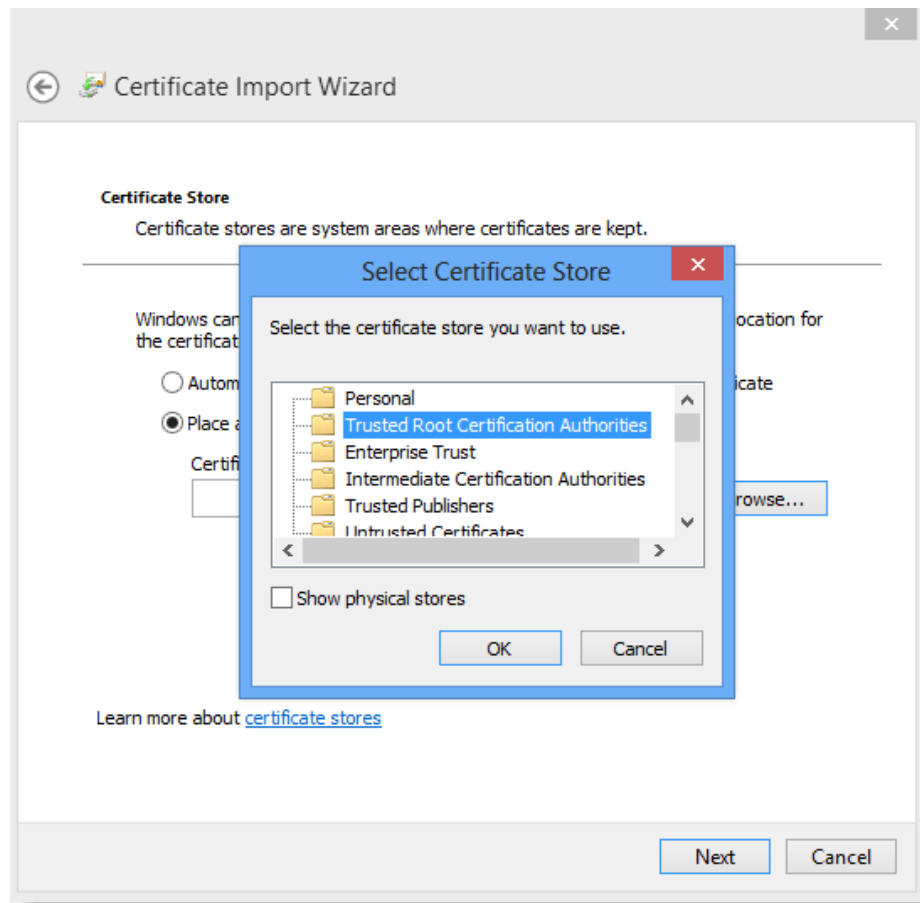 Certificate Import Wizard
Certificate Store
Certificate stores are system areas where certificates are kept.
Select Certificate Store
Windows can
ocation for
the certificat
Select the certificate store you want to use.
Autom
icate
Place a
Personal
Trusted Root Certification Authorities
Enterprise Trust
Intermediate Certification Authorities
Trusted Publishers
Untrusted Certificates
Certifi
rowse...
Show physical stores
OK
Cancel
Learn more about certificate stores
Next
Cancel